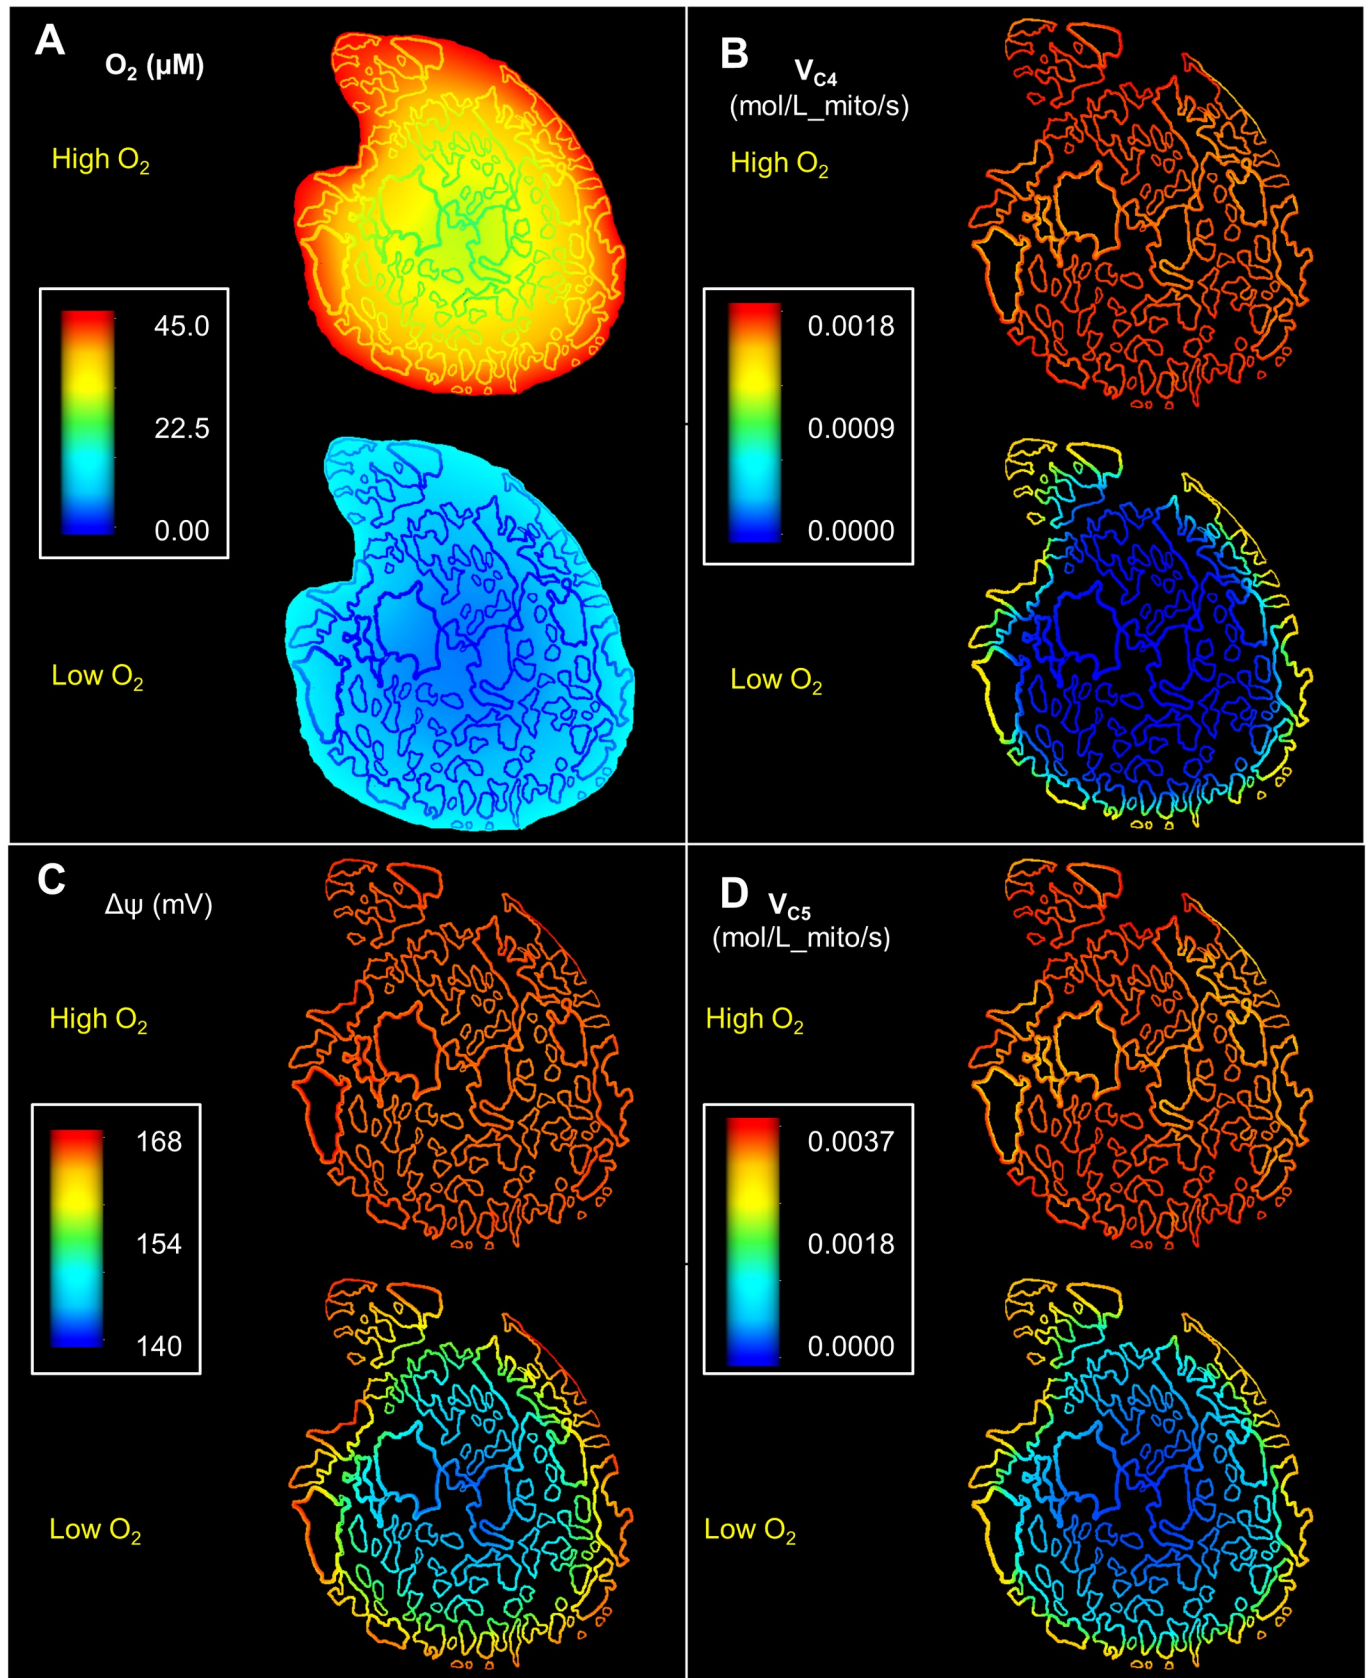 A
O₂ (µM)
High O₂
45.0
22.5
0.00
Low O₂
B
V_C4
(mol/L_mito/s)
High O₂
0.0018
0.0009
0.0000
Low O₂
C
Δψ (mV)
High O₂
168
154
140
Low O₂
D
V_C5
(mol/L_mito/s)
High O₂
0.0037
0.0018
0.0000
Low O₂